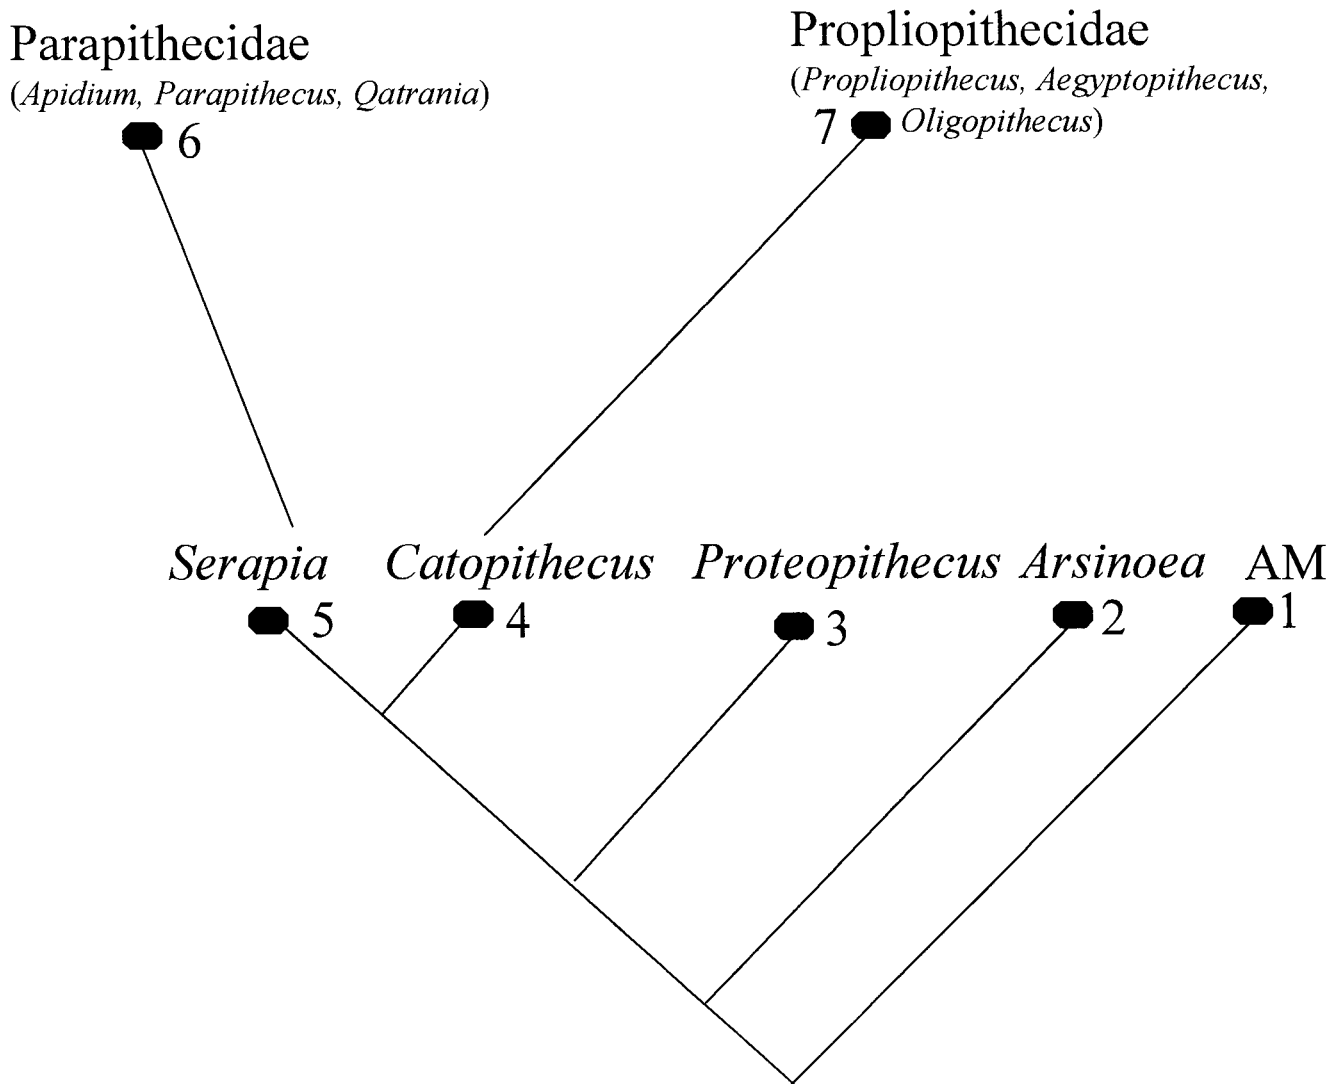 Parapithecidae
(Apidium, Parapithecus, Qatrania)
6
Propliopithecidae
(Propliopithecus, Aegyptopithecus,
7 Oligopithecus)
Serapia Catopithecus Proteopithecus Arsinoea AM
5 4 3 2 1